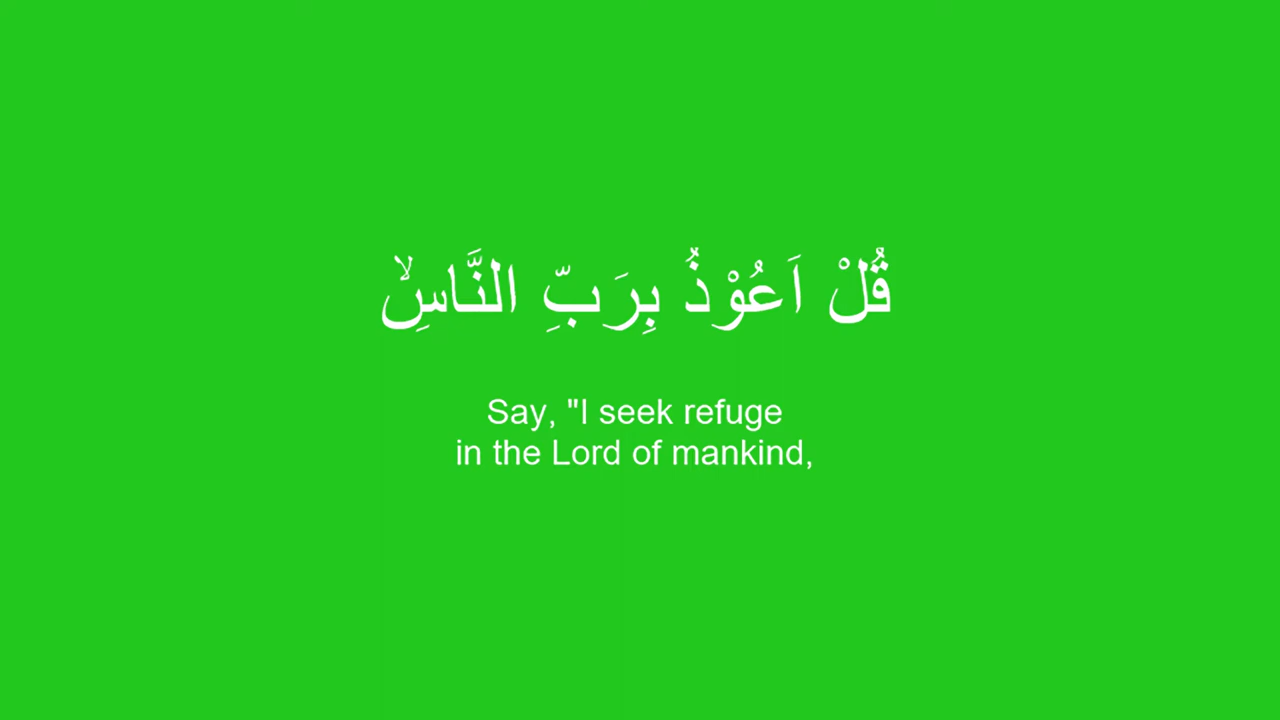 قُلْ اَعُوْذُ بِرَبِّ النَّاسِۙ
Say, "I seek refuge
in the Lord of mankind,